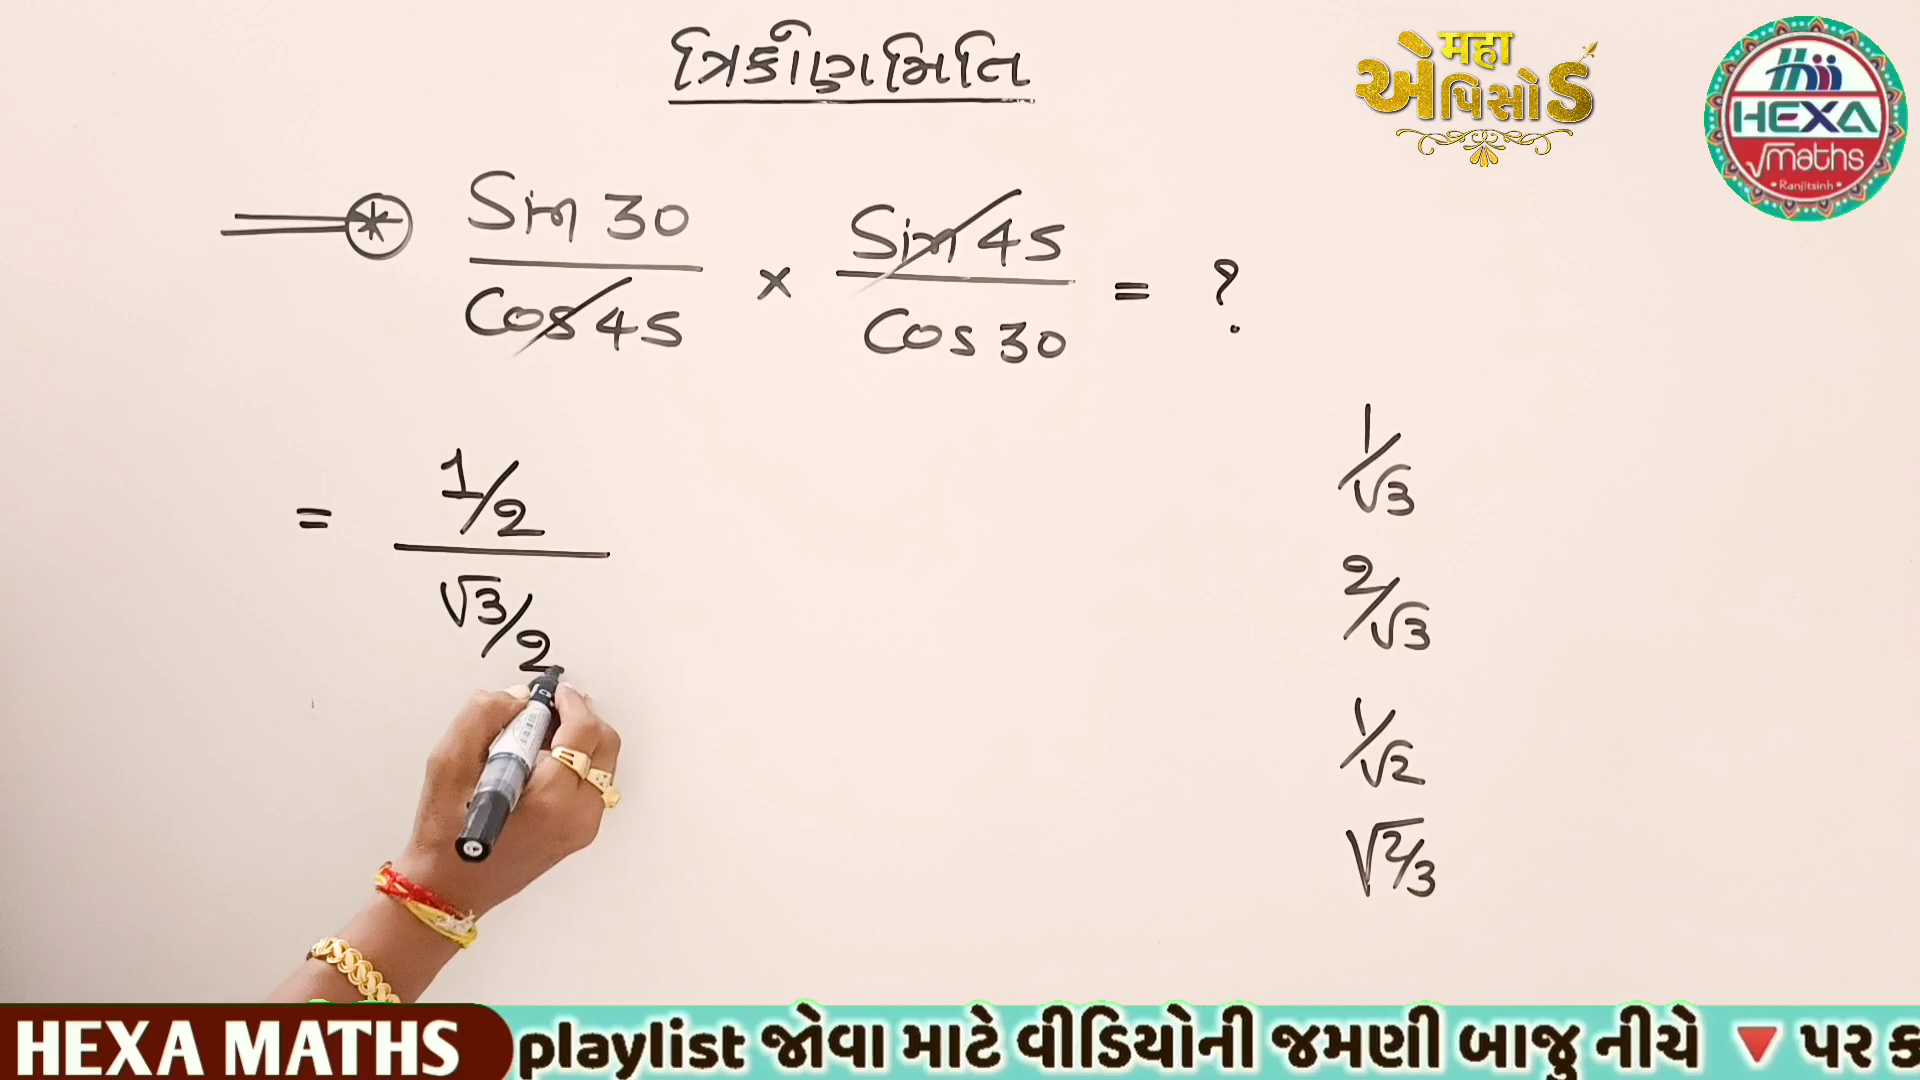 ત્રિકોણમિતિ
महा
એપિસોડ
HEXA
√maths
• Ranjitsinh •
* Sin 30 / Cos 45 × Sin 45 / Cos 30 = ?
= 1/2 / √3/2
1/√3
2/√3
1/√2
√2/3
HEXA MATHS playlist જોવા માટે વીડિયોની જમણી બાજુ નીચે 🔻 પર ક